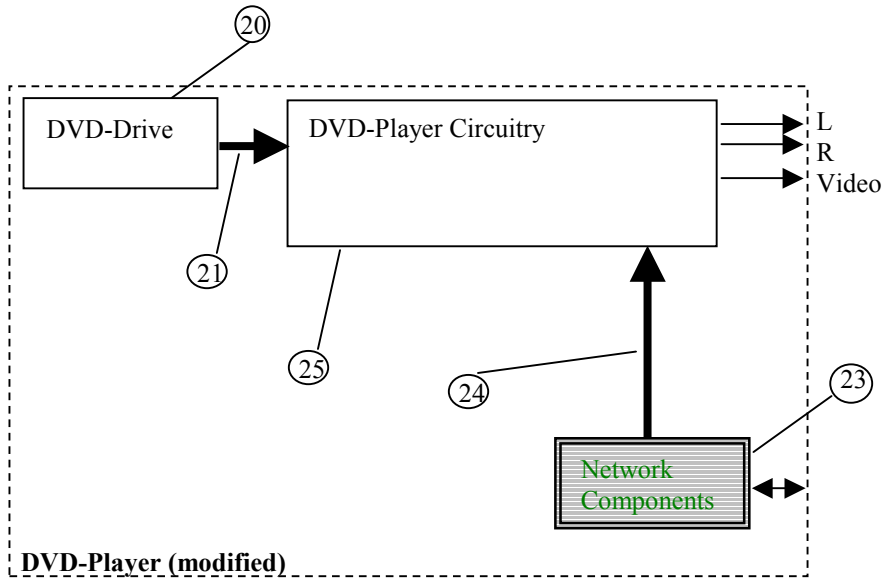 20
DVD-Drive
DVD-Player Circuitry
L
R
Video
21
25
24
23
Network
Components
DVD-Player (modified)